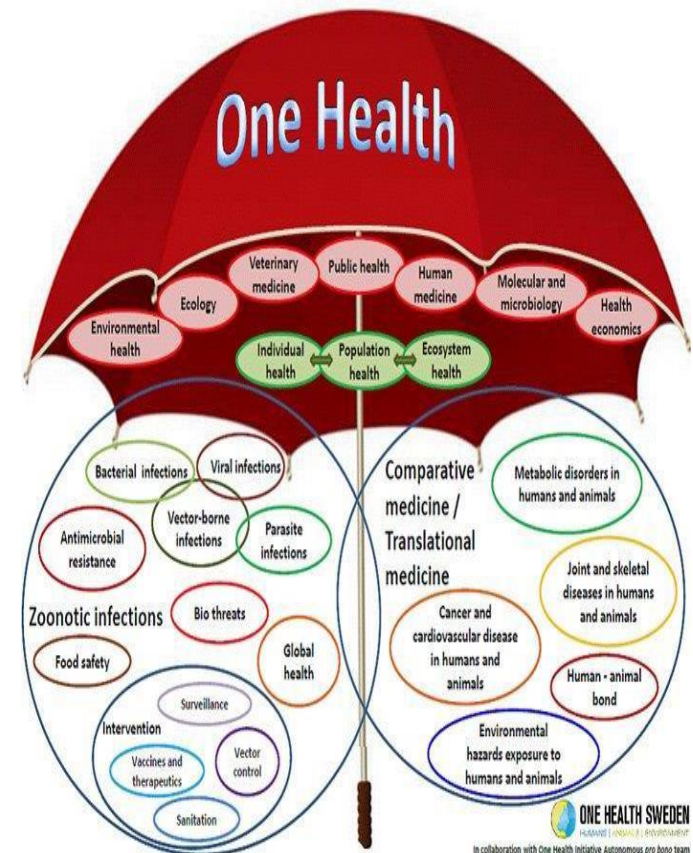 One Health
Environmental
health
Ecology
Veterinary
medicine
Public health
Human
medicine
Molecular and
microbiology
Health
economics
Individual
health
Population
health
Ecosystem
health
Bacterial infections
Viral infections
Vector-borne
infections
Parasite
infections
Antimicrobial
resistance
Zoonotic infections
Bio threats
Food safety
Global
health
Intervention
Surveillance
Vaccines and
therapeutics
Vector
control
Sanitation
Comparative
medicine /
Translational
medicine
Metabolic disorders in
humans and animals
Joint and skeletal
diseases in humans
and animals
Cancer and
cardiovascular disease
in humans and
animals
Human - animal
bond
Environmental
hazards exposure to
humans and animals
ONE HEALTH SWEDEN
HUMANS | ANIMALS | ENVIRONMENT
In collaboration with One Health Initiative Autonomous pro bono team